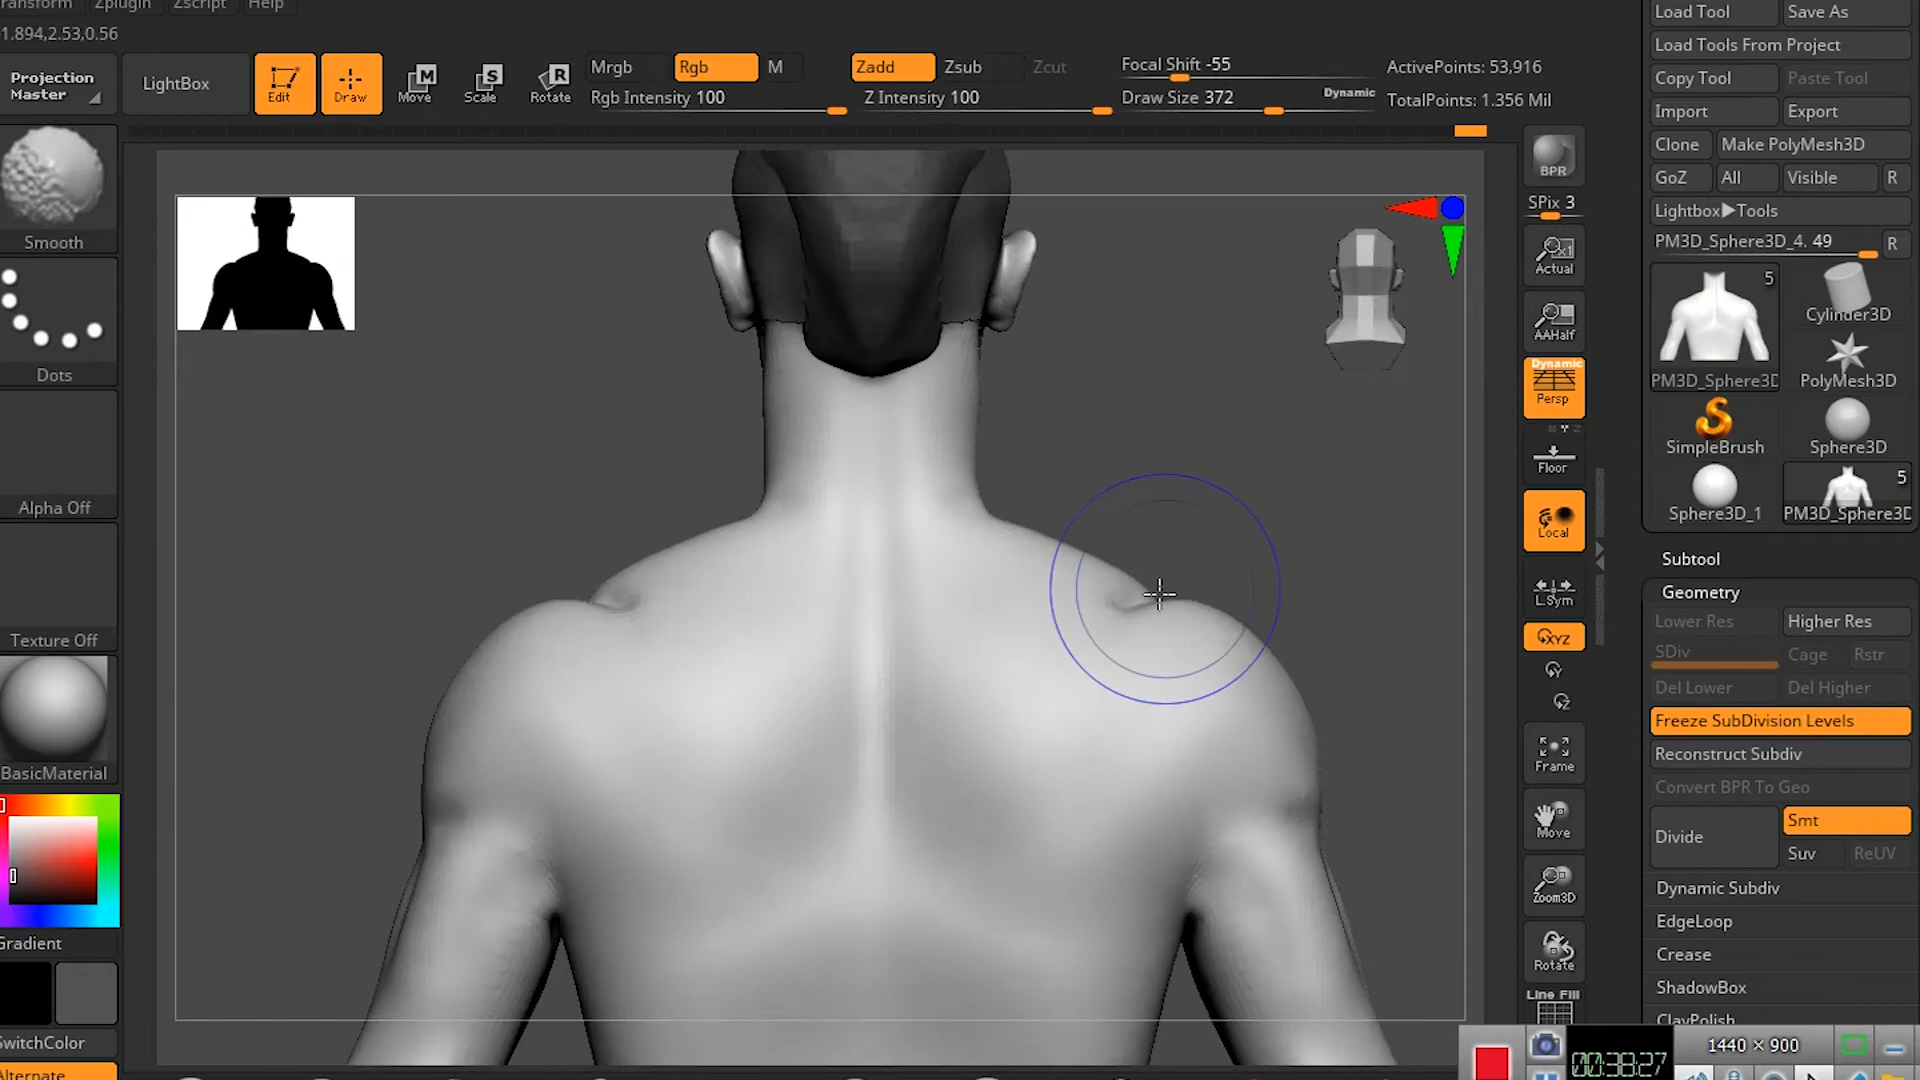 Transform Zplugin Zscript Help
1.894,2.53,0.56
Projection
Master
LightBox
Edit
Draw
M
Move
S
Scale
R
Rotate
Mrgb
Rgb
M
Rgb Intensity 100
Zadd
Zsub
Zcut
Z Intensity 100
Focal Shift -55
Draw Size 372
Dynamic
ActivePoints: 53,916
TotalPoints: 1.356 Mil
Smooth
Dots
Alpha Off
Texture Off
BasicMaterial
Gradient
SwitchColor
Alternate
BPR
SPix 3
Actual
AAHalf
Dynamic
Persp
Floor
Local
L.Sym
XYZ
Y
Z
Frame
Move
Zoom3D
Rotate
Line Fill
Load Tool
Save As
Load Tools From Project
Copy Tool
Paste Tool
Import
Export
Clone
Make PolyMesh3D
GoZ
All
Visible
R
Lightbox▶Tools
PM3D_Sphere3D_4. 49
R
5
PM3D_Sphere3D
Cylinder3D
PolyMesh3D
SimpleBrush
Sphere3D
Sphere3D_1
5
PM3D_Sphere3D
Subtool
Geometry
Lower Res
Higher Res
SDiv
Cage
Rstr
Del Lower
Del Higher
Freeze SubDivision Levels
Reconstruct Subdiv
Convert BPR To Geo
Divide
Smt
Suv
ReUV
Dynamic Subdiv
EdgeLoop
Crease
ShadowBox
ClayPolish
00:38:27
1440 × 900